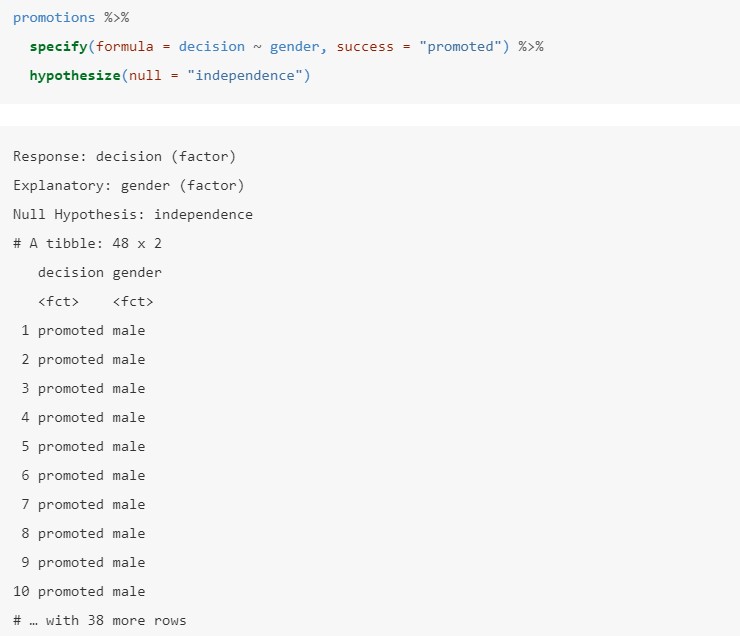 promotions %>%
  specify(formula = decision ~ gender, success = "promoted") %>%
  hypothesize(null = "independence")
Response: decision (factor)
Explanatory: gender (factor)
Null Hypothesis: independence
# A tibble: 48 x 2
   decision gender
   <fct>    <fct>
 1 promoted male
 2 promoted male
 3 promoted male
 4 promoted male
 5 promoted male
 6 promoted male
 7 promoted male
 8 promoted male
 9 promoted male
10 promoted male
# … with 38 more rows